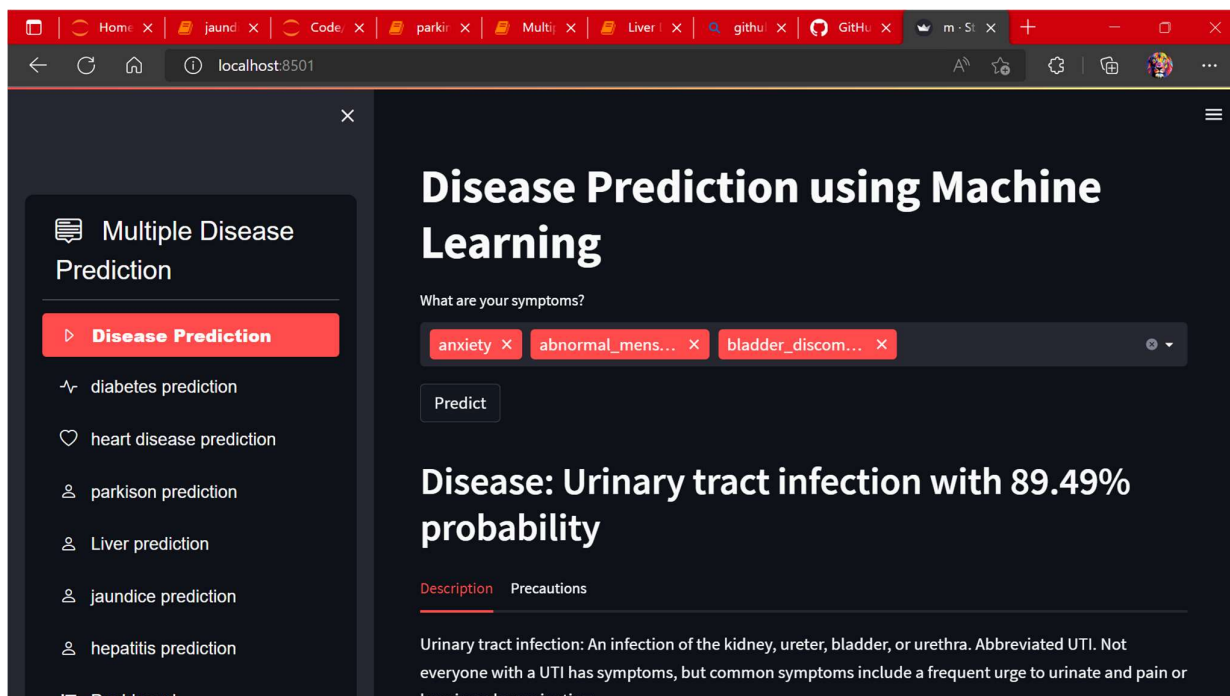 Home
jaund
Code/
parkin
Multip
Liver
githu
GitHu
m · St
localhost:8501
Multiple Disease
Prediction
Disease Prediction
diabetes prediction
heart disease prediction
parkison prediction
Liver prediction
jaundice prediction
hepatitis prediction
Disease Prediction using Machine
Learning
What are your symptoms?
anxiety abnormal_mens... bladder_discom...
Predict
Disease: Urinary tract infection with 89.49%
probability
Description Precautions
Urinary tract infection: An infection of the kidney, ureter, bladder, or urethra. Abbreviated UTI. Not
everyone with a UTI has symptoms, but common symptoms include a frequent urge to urinate and pain or